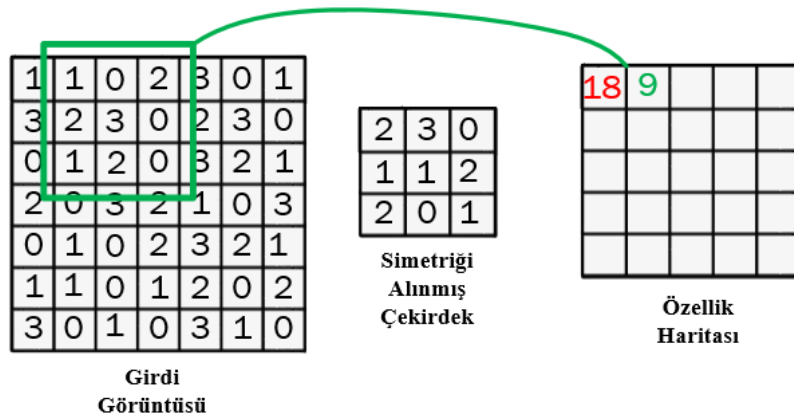 1 1 0 2 3 0 1
3 2 3 0 2 3 0
0 1 2 0 3 2 1
2 0 3 2 1 0 3
0 1 0 2 3 2 1
1 1 0 1 2 0 2
3 0 1 0 3 1 0
Girdi
Görüntüsü
2 3 0
1 1 2
2 0 1
Simetriği
Alınmış
Çekirdek
18 9
Özellik
Haritası